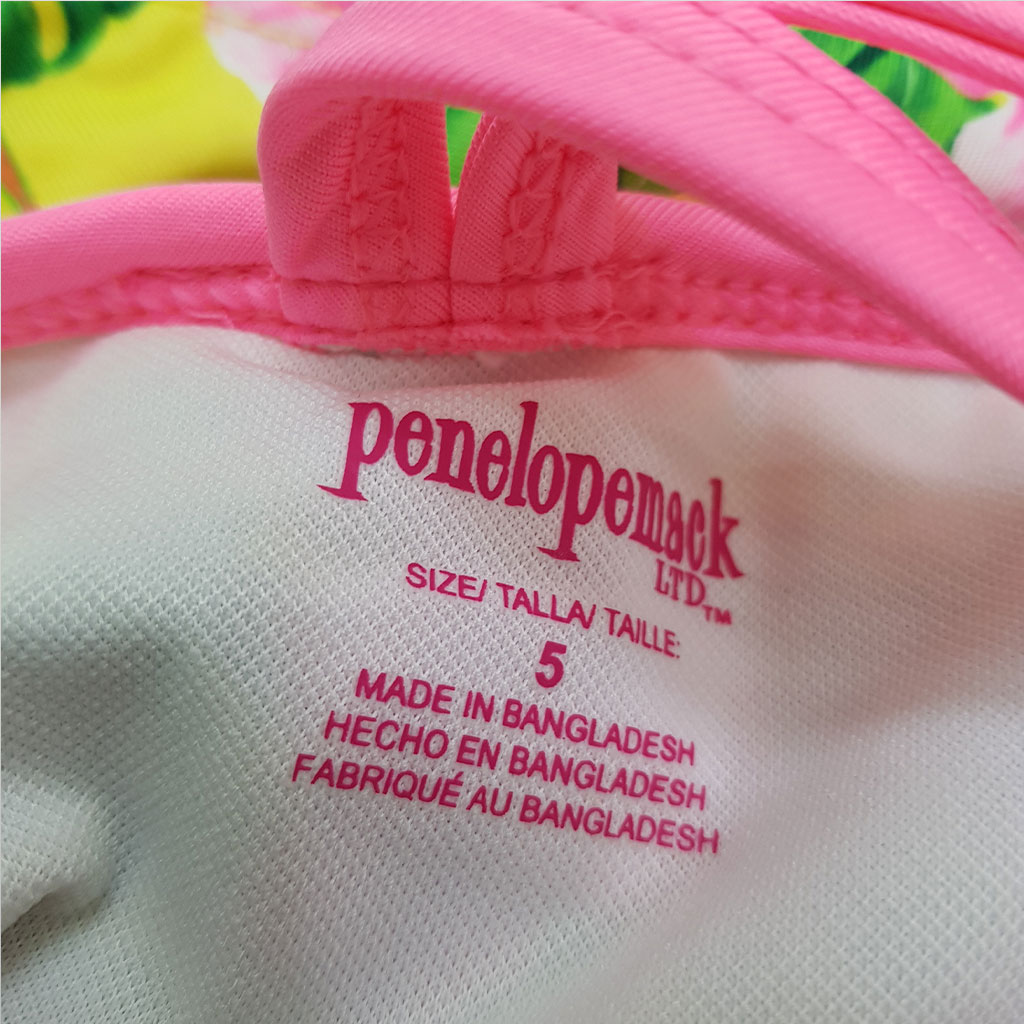 penelopemack
LTD™
SIZE/ TALLA/ TAILLE:
5
MADE IN BANGLADESH
HECHO EN BANGLADESH
FABRIQUÉ AU BANGLADESH